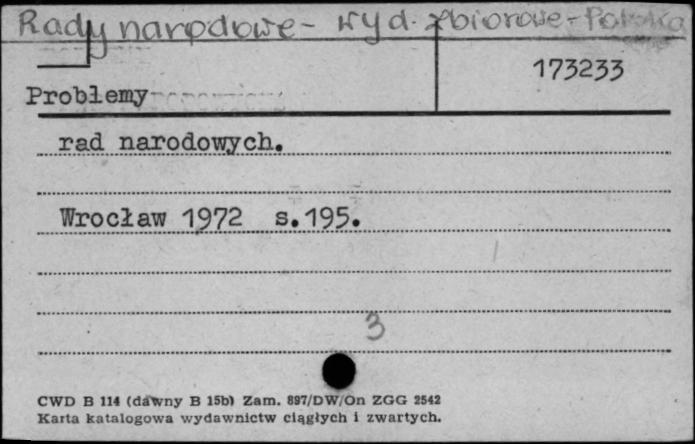 Rady narodowe - wyd. zbiorowe - Polska
173233
Problemy
rad narodowych.
Wrocław 1972 s.195.
3
CWD B 114 (dawny B 15b) Zam. 897/DW/On ZGG 2542
Karta katalogowa wydawnictw ciągłych i zwartych.